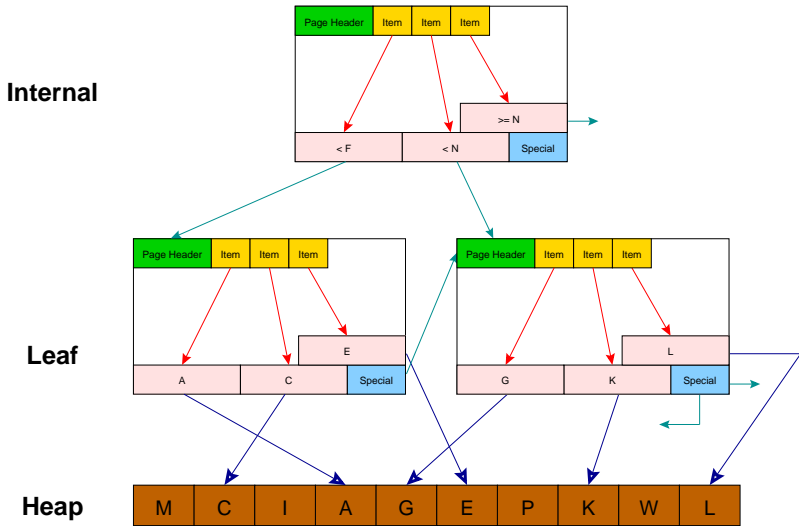 Page Header Item Item Item
Internal
>= N
< F < N Special
Page Header Item Item Item Page Header Item Item Item
Leaf
E L
A C Special G K Special
Heap M C I A G E P K W L